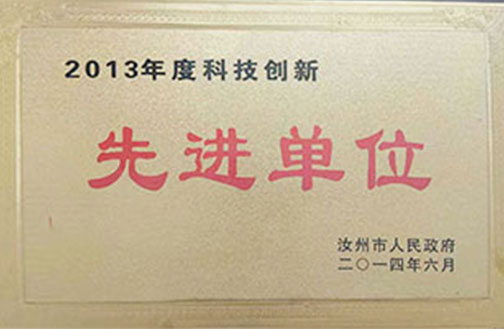 2013年度科技创新
先进单位
汝州市人民政府
二〇一四年六月